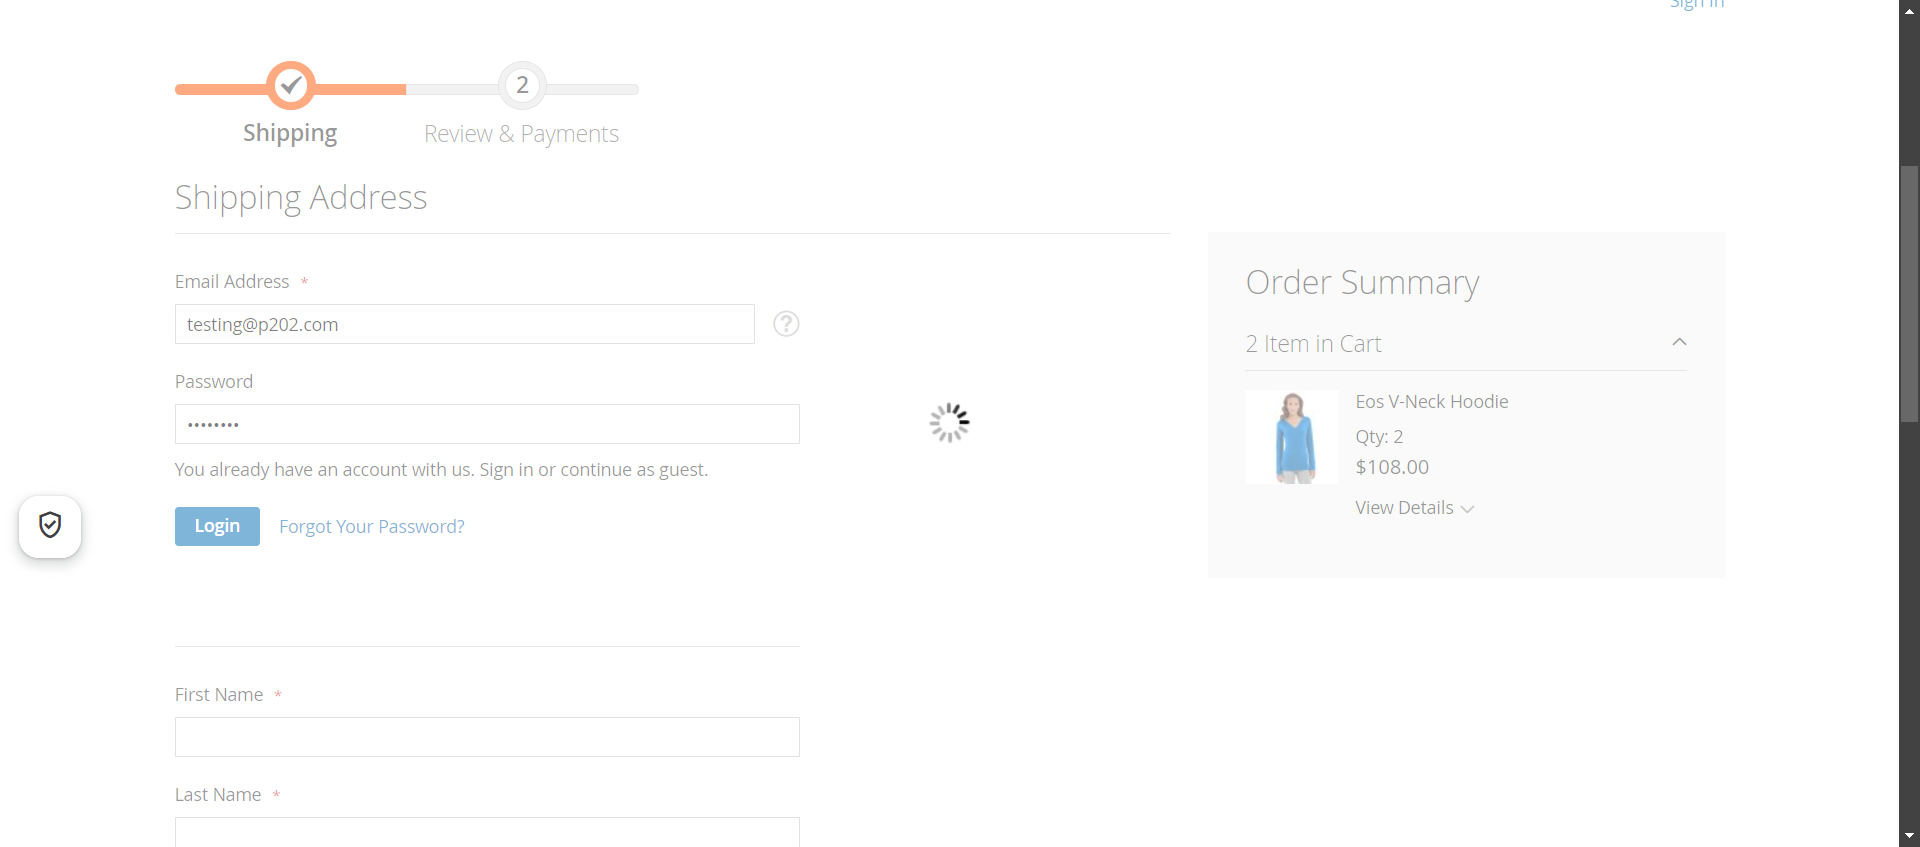 Sign In
2
Shipping
Review & Payments
Shipping Address
Email Address *
testing@p202.com
Password
••••••••
You already have an account with us. Sign in or continue as guest.
Login
Forgot Your Password?
First Name *
Last Name *
Order Summary
2 Item in Cart
Eos V-Neck Hoodie
Qty: 2
$108.00
View Details